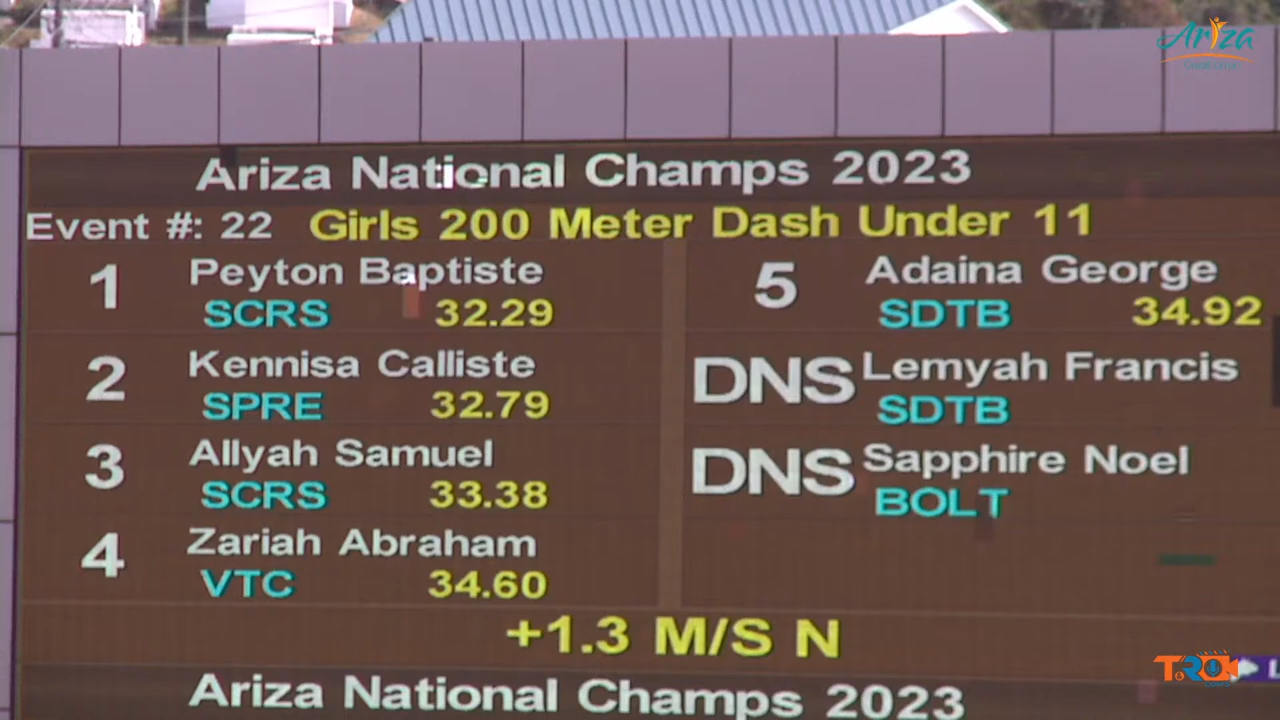 Ariza
Ariza National Champs 2023
Event #: 22 Girls 200 Meter Dash Under 11
1 Peyton Baptiste
SCRS 32.29
2 Kennisa Calliste
SPRE 32.79
3 Allyah Samuel
SCRS 33.38
4 Zariah Abraham
VTC 34.60
5 Adaina George
SDTB 34.92
DNS Lemyah Francis
SDTB
DNS Sapphire Noel
BOLT
+1.3 M/S N
Ariza National Champs 2023